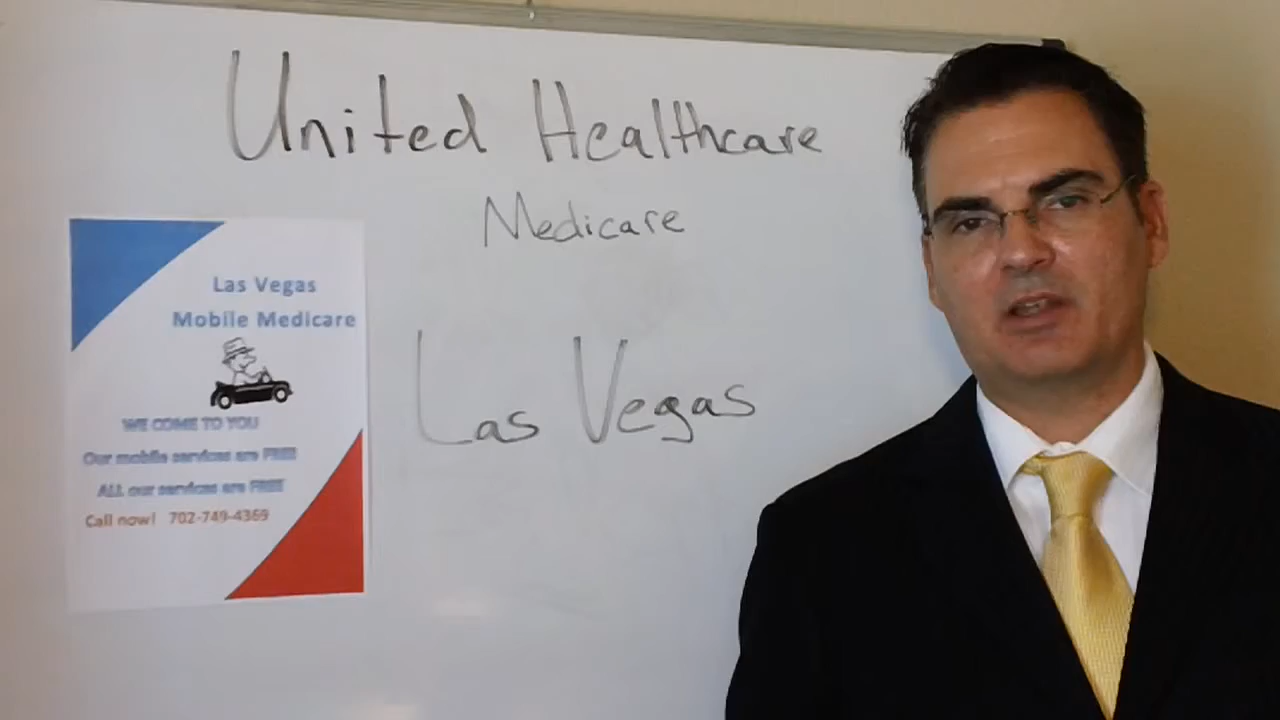 United Healthcare
Medicare
Las Vegas
Las Vegas
Mobile Medicare
WE COME TO YOU
Our mobile services are FREE
ALL our services are FREE
Call now! 702-749-4369